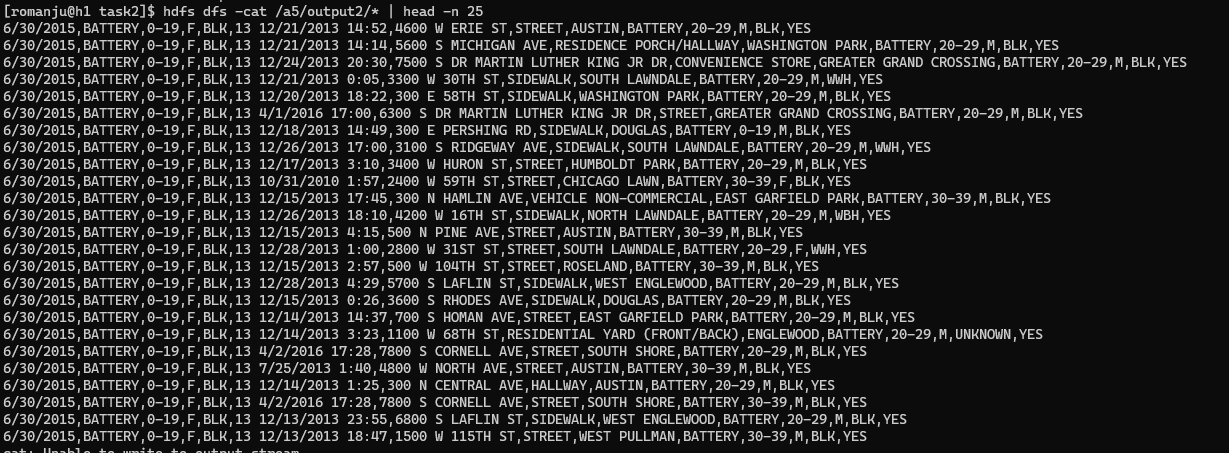 [romanju@h1 task2]$ hdfs dfs -cat /a5/output2/* | head -n 25
6/30/2015,BATTERY,0-19,F,BLK,13 12/21/2013 14:52,4600 W ERIE ST,STREET,AUSTIN,BATTERY,20-29,M,BLK,YES
6/30/2015,BATTERY,0-19,F,BLK,13 12/21/2013 14:14,5600 S MICHIGAN AVE,RESIDENCE PORCH/HALLWAY,WASHINGTON PARK,BATTERY,20-29,M,BLK,YES
6/30/2015,BATTERY,0-19,F,BLK,13 12/24/2013 20:30,7500 S DR MARTIN LUTHER KING JR DR,CONVENIENCE STORE,GREATER GRAND CROSSING,BATTERY,20-29,M,BLK,YES
6/30/2015,BATTERY,0-19,F,BLK,13 12/21/2013 0:05,3300 W 30TH ST,SIDEWALK,SOUTH LAWNDALE,BATTERY,20-29,M,WWH,YES
6/30/2015,BATTERY,0-19,F,BLK,13 12/20/2013 18:22,300 E 58TH ST,SIDEWALK,WASHINGTON PARK,BATTERY,20-29,M,BLK,YES
6/30/2015,BATTERY,0-19,F,BLK,13 4/1/2016 17:00,6300 S DR MARTIN LUTHER KING JR DR,STREET,GREATER GRAND CROSSING,BATTERY,20-29,M,BLK,YES
6/30/2015,BATTERY,0-19,F,BLK,13 12/18/2013 14:49,300 E PERSHING RD,SIDEWALK,DOUGLAS,BATTERY,0-19,M,BLK,YES
6/30/2015,BATTERY,0-19,F,BLK,13 12/26/2013 17:00,3100 S RIDGEWAY AVE,SIDEWALK,SOUTH LAWNDALE,BATTERY,20-29,M,WWH,YES
6/30/2015,BATTERY,0-19,F,BLK,13 12/17/2013 3:10,3400 W HURON ST,STREET,HUMBOLDT PARK,BATTERY,20-29,M,BLK,YES
6/30/2015,BATTERY,0-19,F,BLK,13 10/31/2010 1:57,2400 W 59TH ST,STREET,CHICAGO LAWN,BATTERY,30-39,F,BLK,YES
6/30/2015,BATTERY,0-19,F,BLK,13 12/15/2013 17:45,300 N HAMLIN AVE,VEHICLE NON-COMMERCIAL,EAST GARFIELD PARK,BATTERY,30-39,M,BLK,YES
6/30/2015,BATTERY,0-19,F,BLK,13 12/26/2013 18:10,4200 W 16TH ST,SIDEWALK,NORTH LAWNDALE,BATTERY,20-29,M,WBH,YES
6/30/2015,BATTERY,0-19,F,BLK,13 12/15/2013 4:15,500 N PINE AVE,STREET,AUSTIN,BATTERY,30-39,M,BLK,YES
6/30/2015,BATTERY,0-19,F,BLK,13 12/28/2013 1:00,2800 W 31ST ST,STREET,SOUTH LAWNDALE,BATTERY,20-29,F,WWH,YES
6/30/2015,BATTERY,0-19,F,BLK,13 12/15/2013 2:57,500 W 104TH ST,STREET,ROSELAND,BATTERY,30-39,M,BLK,YES
6/30/2015,BATTERY,0-19,F,BLK,13 12/28/2013 4:29,5700 S LAFLIN ST,SIDEWALK,WEST ENGLEWOOD,BATTERY,20-29,M,BLK,YES
6/30/2015,BATTERY,0-19,F,BLK,13 12/15/2013 0:26,3600 S RHODES AVE,SIDEWALK,DOUGLAS,BATTERY,20-29,M,BLK,YES
6/30/2015,BATTERY,0-19,F,BLK,13 12/14/2013 14:37,700 S HOMAN AVE,STREET,EAST GARFIELD PARK,BATTERY,20-29,M,BLK,YES
6/30/2015,BATTERY,0-19,F,BLK,13 12/14/2013 3:23,1100 W 68TH ST,RESIDENTIAL YARD (FRONT/BACK),ENGLEWOOD,BATTERY,20-29,M,UNKNOWN,YES
6/30/2015,BATTERY,0-19,F,BLK,13 4/2/2016 17:28,7800 S CORNELL AVE,STREET,SOUTH SHORE,BATTERY,20-29,M,BLK,YES
6/30/2015,BATTERY,0-19,F,BLK,13 7/25/2013 1:40,4800 W NORTH AVE,STREET,AUSTIN,BATTERY,30-39,M,BLK,YES
6/30/2015,BATTERY,0-19,F,BLK,13 12/14/2013 1:25,300 N CENTRAL AVE,HALLWAY,AUSTIN,BATTERY,20-29,M,BLK,YES
6/30/2015,BATTERY,0-19,F,BLK,13 4/2/2016 17:28,7800 S CORNELL AVE,STREET,SOUTH SHORE,BATTERY,30-39,M,BLK,YES
6/30/2015,BATTERY,0-19,F,BLK,13 12/13/2013 23:55,6800 S LAFLIN ST,SIDEWALK,WEST ENGLEWOOD,BATTERY,20-29,M,BLK,YES
6/30/2015,BATTERY,0-19,F,BLK,13 12/13/2013 18:47,1500 W 115TH ST,STREET,WEST PULLMAN,BATTERY,30-39,M,BLK,YES
cat: Unable to write to output stream